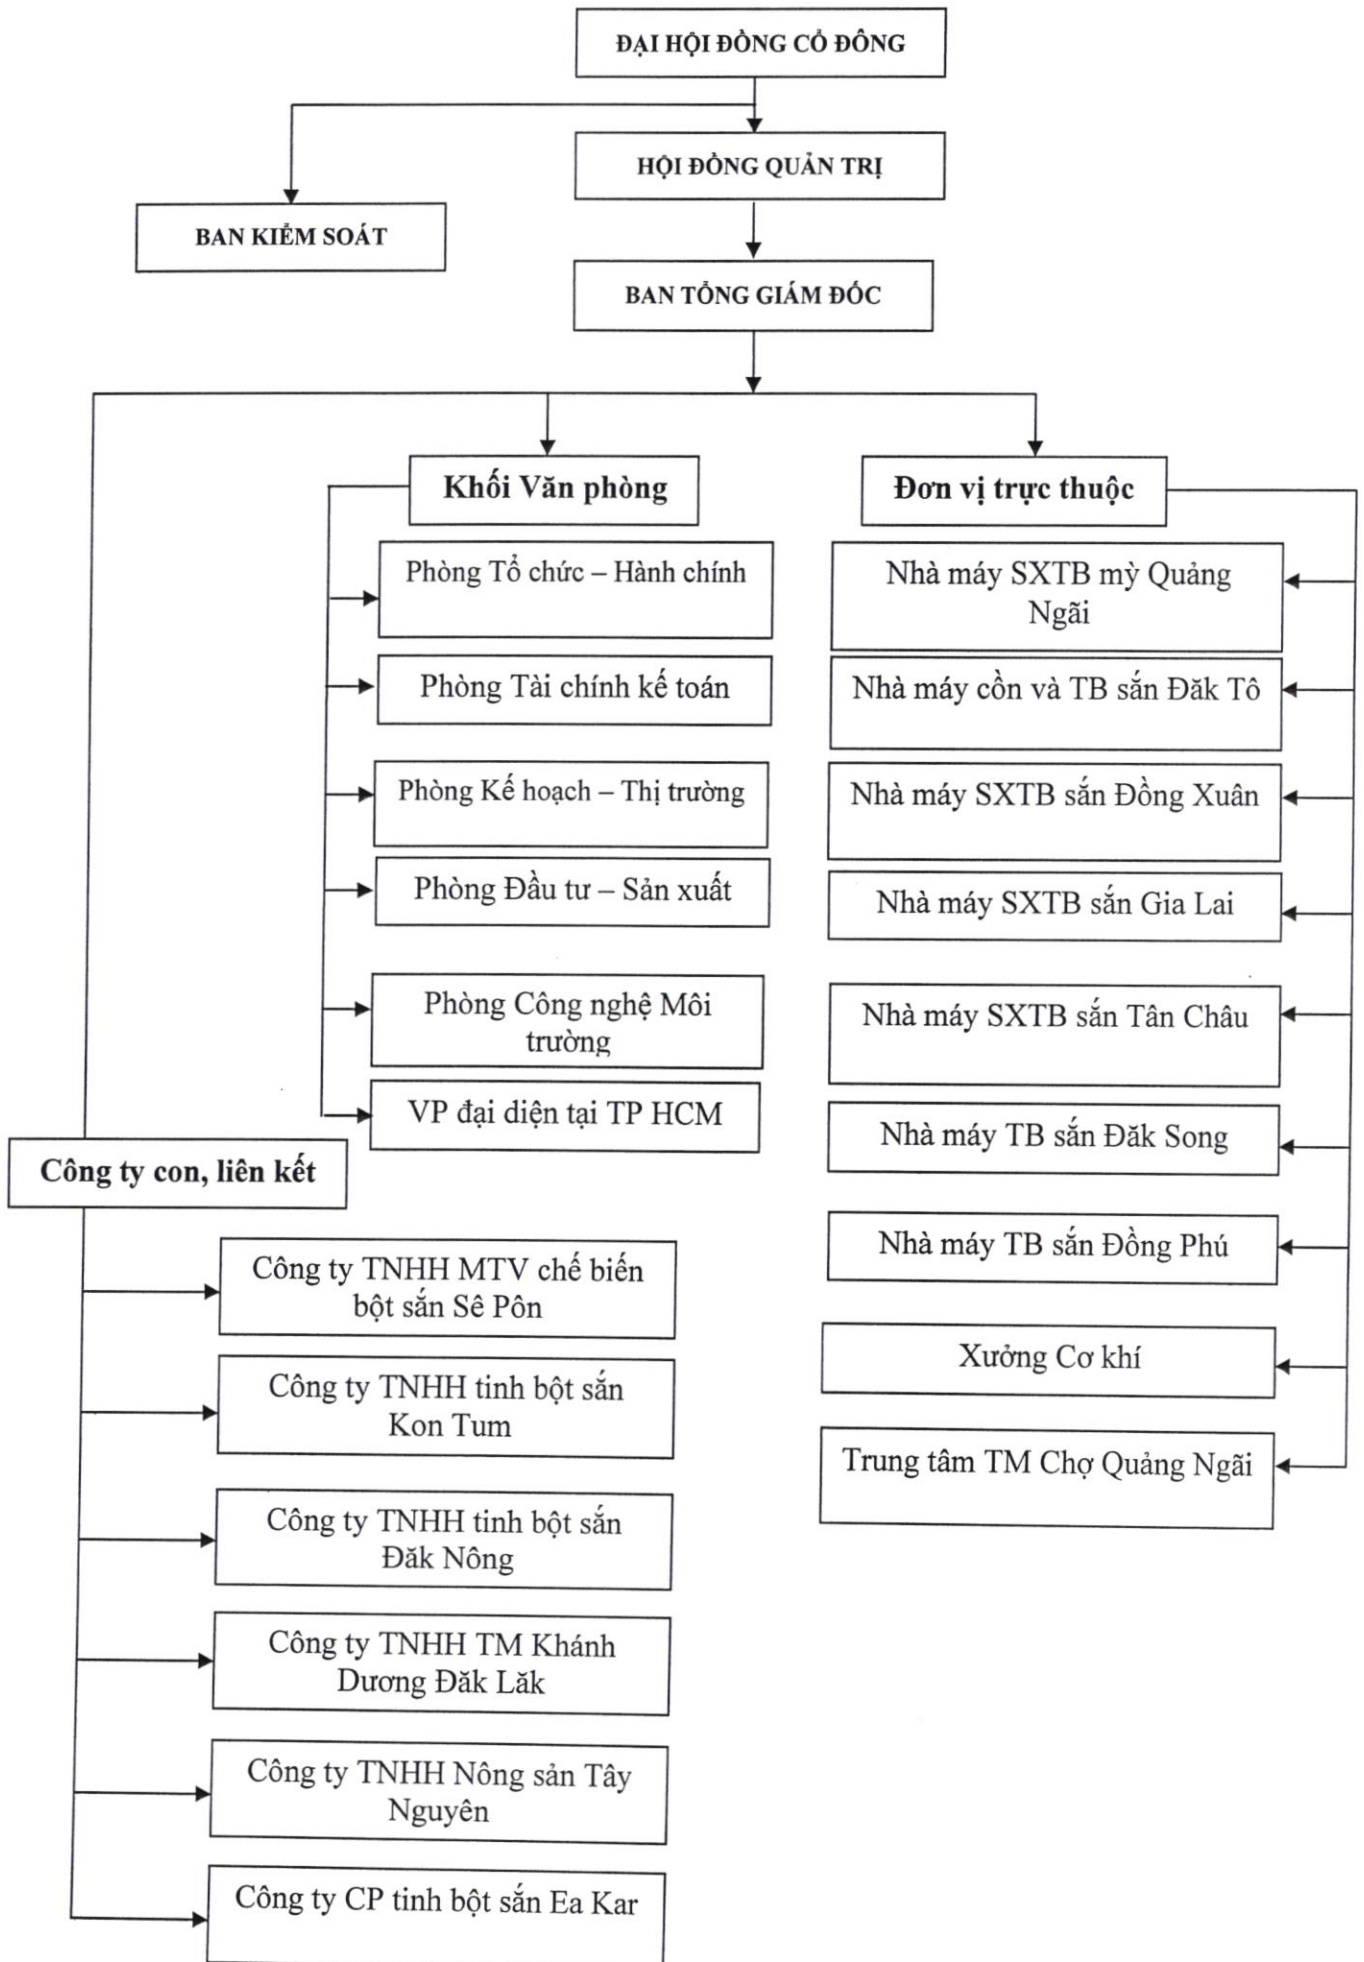 ĐẠI HỘI ĐỒNG CỔ ĐÔNG
HỘI ĐỒNG QUẢN TRỊ
BAN KIỂM SOÁT
BAN TỔNG GIÁM ĐỐC
Khối Văn phòng
Phòng Tổ chức – Hành chính
Phòng Tài chính kế toán
Phòng Kế hoạch – Thị trường
Phòng Đầu tư – Sản xuất
Phòng Công nghệ Môi
trường
VP đại diện tại TP HCM
Đơn vị trực thuộc
Nhà máy SXTB mỳ Quảng
Ngãi
Nhà máy cồn và TB sắn Đăk Tô
Nhà máy SXTB sắn Đồng Xuân
Nhà máy SXTB sắn Gia Lai
Nhà máy SXTB sắn Tân Châu
Nhà máy TB sắn Đăk Song
Nhà máy TB sắn Đồng Phú
Xưởng Cơ khí
Trung tâm TM Chợ Quảng Ngãi
Công ty con, liên kết
Công ty TNHH MTV chế biến
bột sắn Sê Pôn
Công ty TNHH tinh bột sắn
Kon Tum
Công ty TNHH tinh bột sắn
Đăk Nông
Công ty TNHH TM Khánh
Dương Đăk Lăk
Công ty TNHH Nông sản Tây
Nguyên
Công ty CP tinh bột sắn Ea Kar